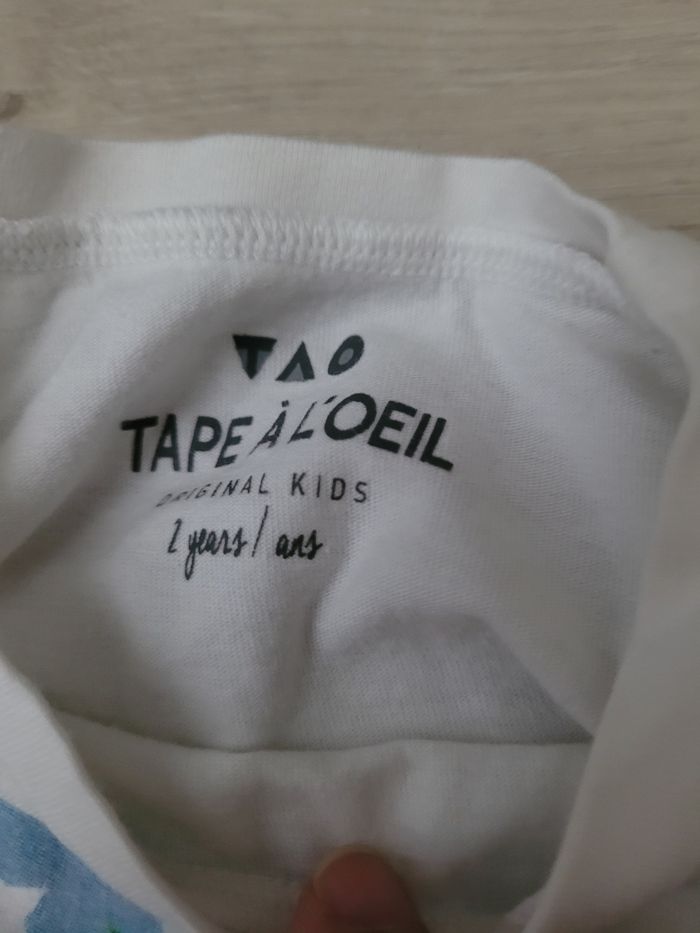 TAO
TAPE À L'OEIL
ORIGINAL KIDS
2 years / ans